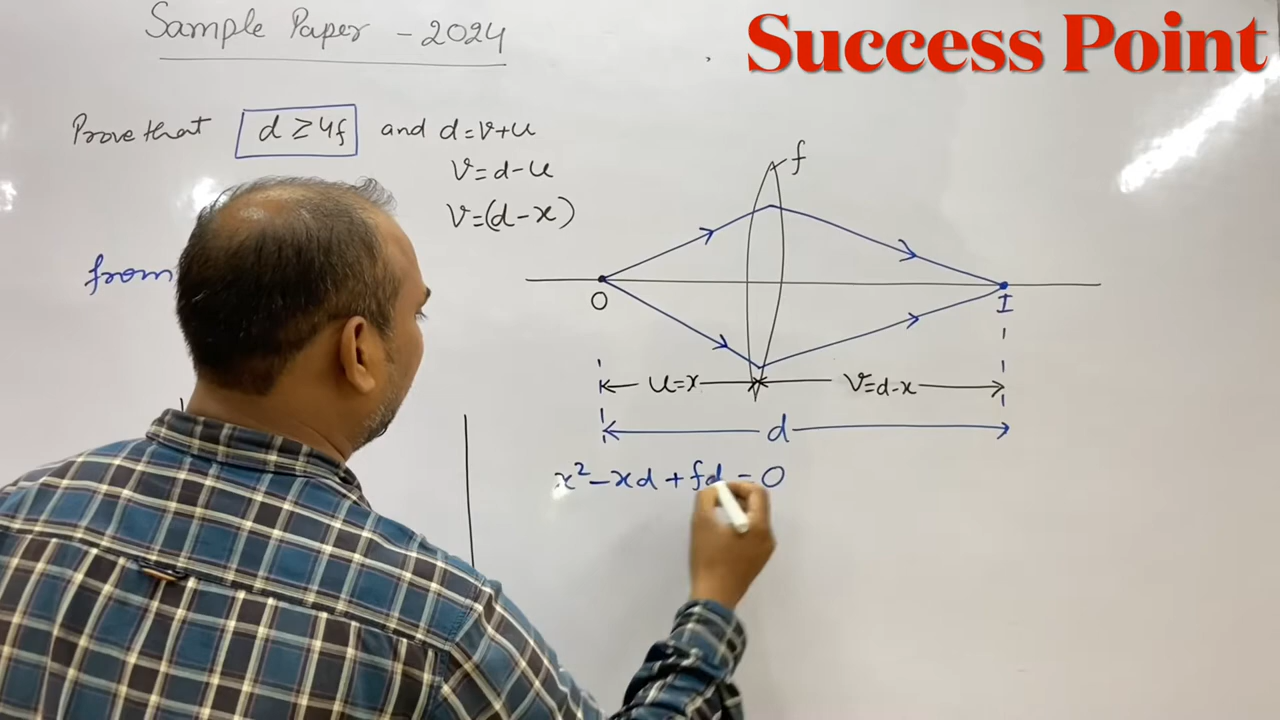 Sample Paper - 2024
Success Point
Prove that d ≥ 4f and d = v+u
v = d-u
v = (d-x)
from
f
O
I
u=x
v=d-x
d
x² - xd + fd = 0